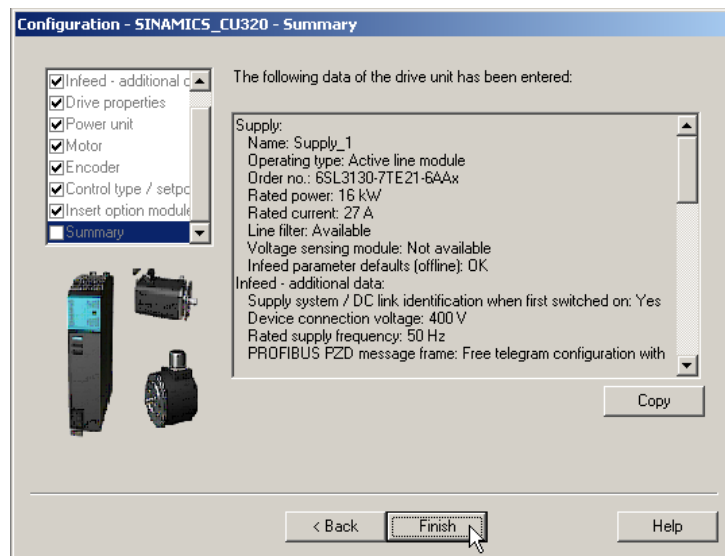 Configuration - SINAMICS_CU320 - Summary
Infeed - additional d
Drive properties
Power unit
Motor
Encoder
Control type / setpo
Insert option module
Summary
The following data of the drive unit has been entered:
Supply:
Name: Supply_1
Operating type: Active line module
Order no.: 6SL3130-7TE21-6AAx
Rated power: 16 kW
Rated current: 27 A
Line filter: Available
Voltage sensing module: Not available
Infeed parameter defaults (offline): OK
Infeed - additional data:
Supply system / DC link identification when first switched on: Yes
Device connection voltage: 400 V
Rated supply frequency: 50 Hz
PROFIBUS PZD message frame: Free telegram configuration with
Copy
< Back
Finish
Help